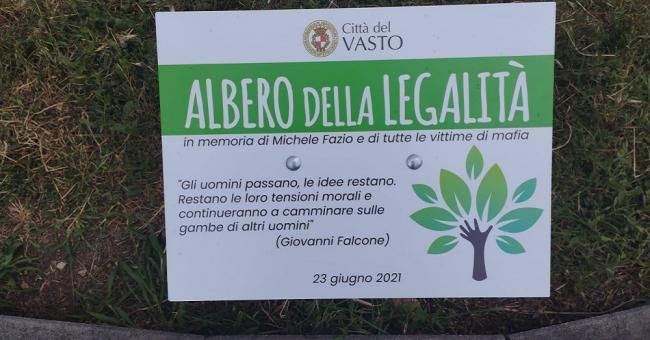 Città del
VASTO
ALBERO DELLA LEGALITÀ
in memoria di Michele Fazio e di tutte le vittime di mafia
"Gli uomini passano, le idee restano.
Restano le loro tensioni morali e
continueranno a camminare sulle
gambe di altri uomini"
(Giovanni Falcone)
23 giugno 2021